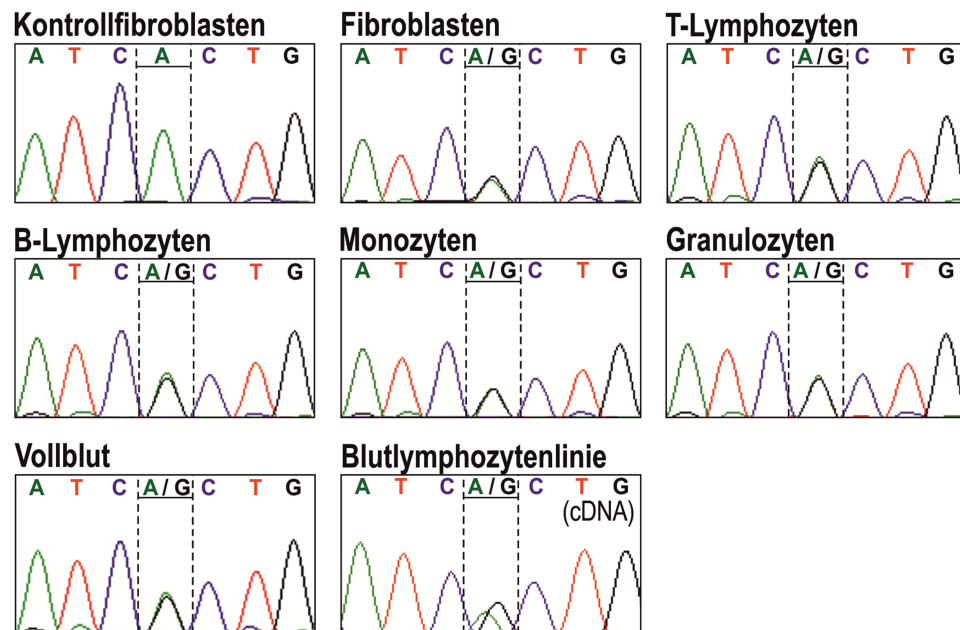 Kontrollfibroblasten
A T C A C T G
Fibroblasten
A T C A / G C T G
T-Lymphozyten
A T C A / G C T G
B-Lymphozyten
A T C A / G C T G
Monozyten
A T C A / G C T G
Granulozyten
A T C A / G C T G
Vollblut
A T C A / G C T G
Blutlymphozytenlinie
A T C A / G C T G
(cDNA)